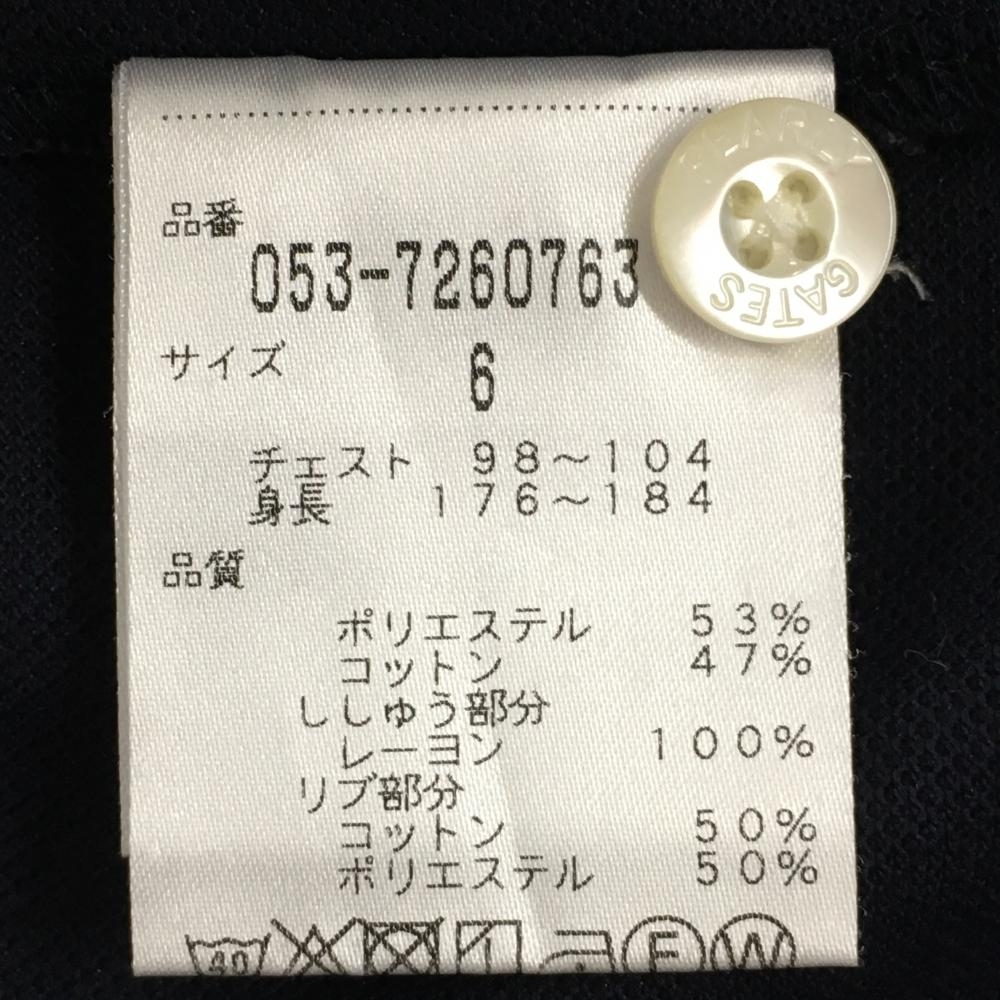 品番
053-7260763
サイズ 6
チェスト 98~104
身長 176~184
品質
ポリエステル 53%
コットン 47%
ししゅう部分
レーヨン 100%
リブ部分
コットン 50%
ポリエステル 50%
40
F W
GATES